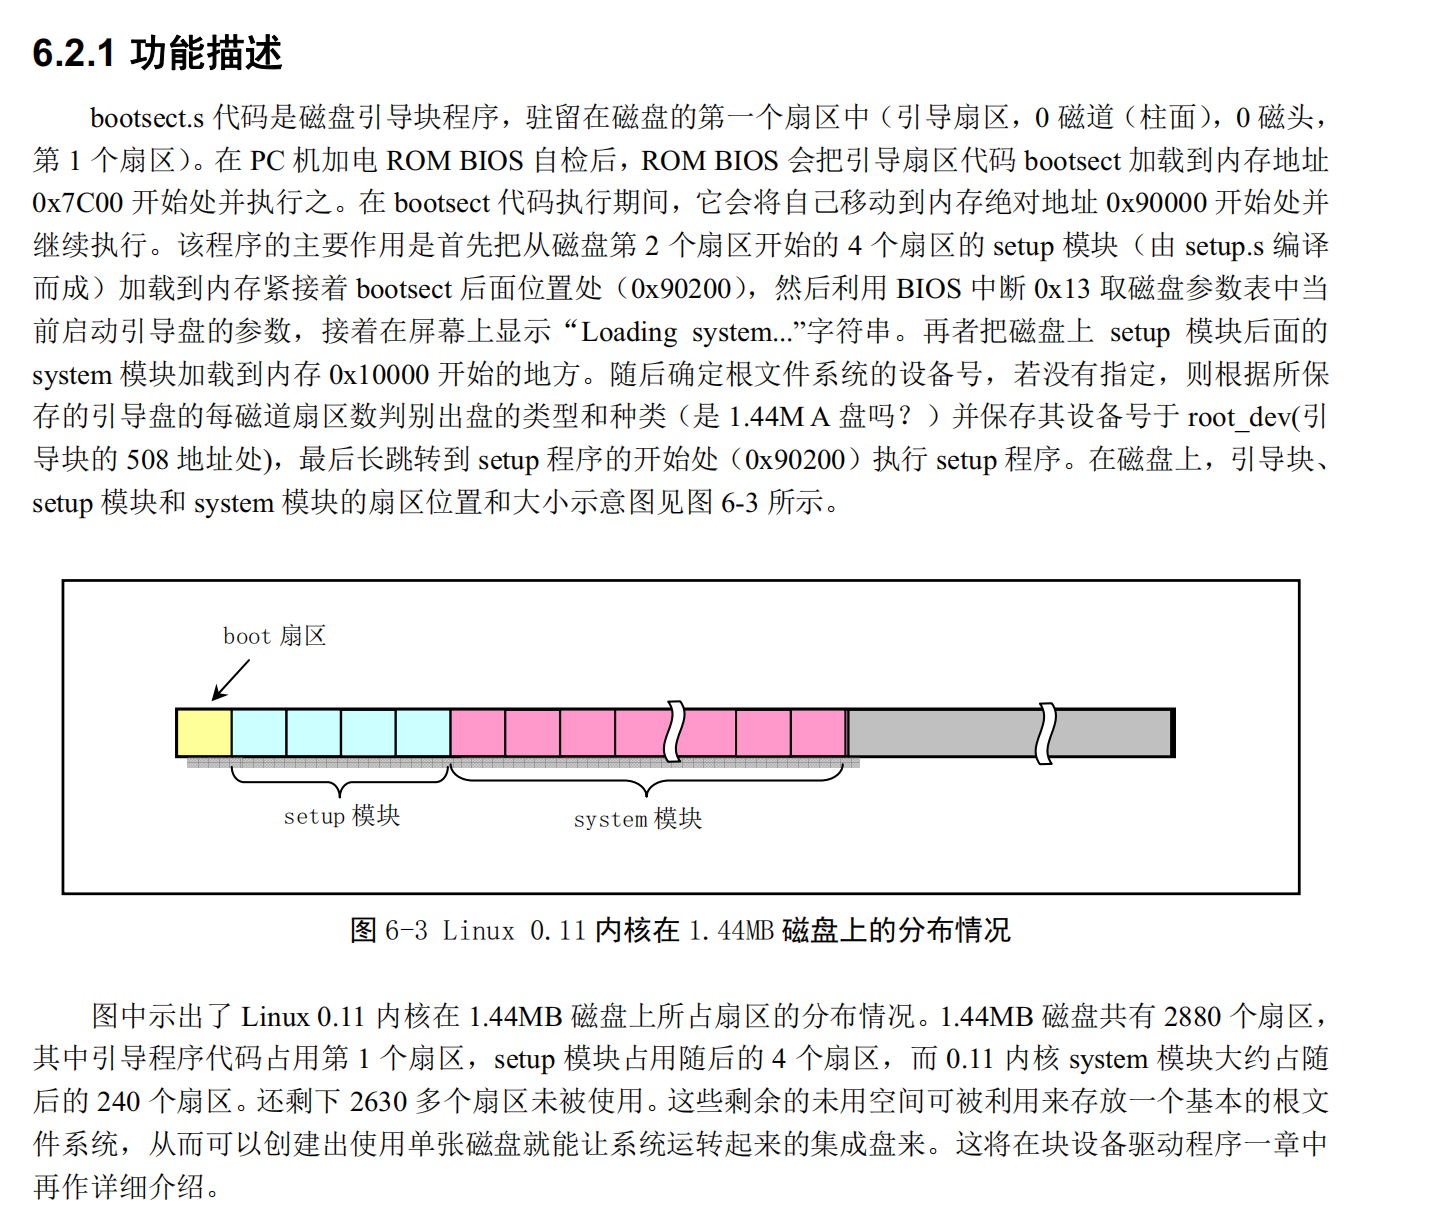 6.2.1 功能描述
bootsect.s 代码是磁盘引导块程序，驻留在磁盘的第一个扇区中（引导扇区，0 磁道（柱面），0 磁头，
第 1 个扇区）。在 PC 机加电 ROM BIOS 自检后，ROM BIOS 会把引导扇区代码 bootsect 加载到内存地址
0x7C00 开始处并执行之。在 bootsect 代码执行期间，它会将自己移动到内存绝对地址 0x90000 开始处并
继续执行。该程序的主要作用是首先把从磁盘第 2 个扇区开始的 4 个扇区的 setup 模块（由 setup.s 编译
而成）加载到内存紧接着 bootsect 后面位置处（0x90200），然后利用 BIOS 中断 0x13 取磁盘参数表中当
前启动引导盘的参数，接着在屏幕上显示“Loading system...”字符串。再者把磁盘上 setup 模块后面的
system 模块加载到内存 0x10000 开始的地方。随后确定根文件系统的设备号，若没有指定，则根据所保
存的引导盘的每磁道扇区数判别出盘的类型和种类（是 1.44M A 盘吗？）并保存其设备号于 root_dev(引
导块的 508 地址处)，最后长跳转到 setup 程序的开始处（0x90200）执行 setup 程序。在磁盘上，引导块、
setup 模块和 system 模块的扇区位置和大小示意图见图 6-3 所示。
boot 扇区
setup 模块
system 模块
图 6-3 Linux 0.11 内核在 1.44MB 磁盘上的分布情况
图中示出了 Linux 0.11 内核在 1.44MB 磁盘上所占扇区的分布情况。1.44MB 磁盘共有 2880 个扇区，
其中引导程序代码占用第 1 个扇区，setup 模块占用随后的 4 个扇区，而 0.11 内核 system 模块大约占随
后的 240 个扇区。还剩下 2630 多个扇区未被使用。这些剩余的未用空间可被利用来存放一个基本的根文
件系统，从而可以创建出使用单张磁盘就能让系统运转起来的集成盘来。这将在块设备驱动程序一章中
再作详细介绍。